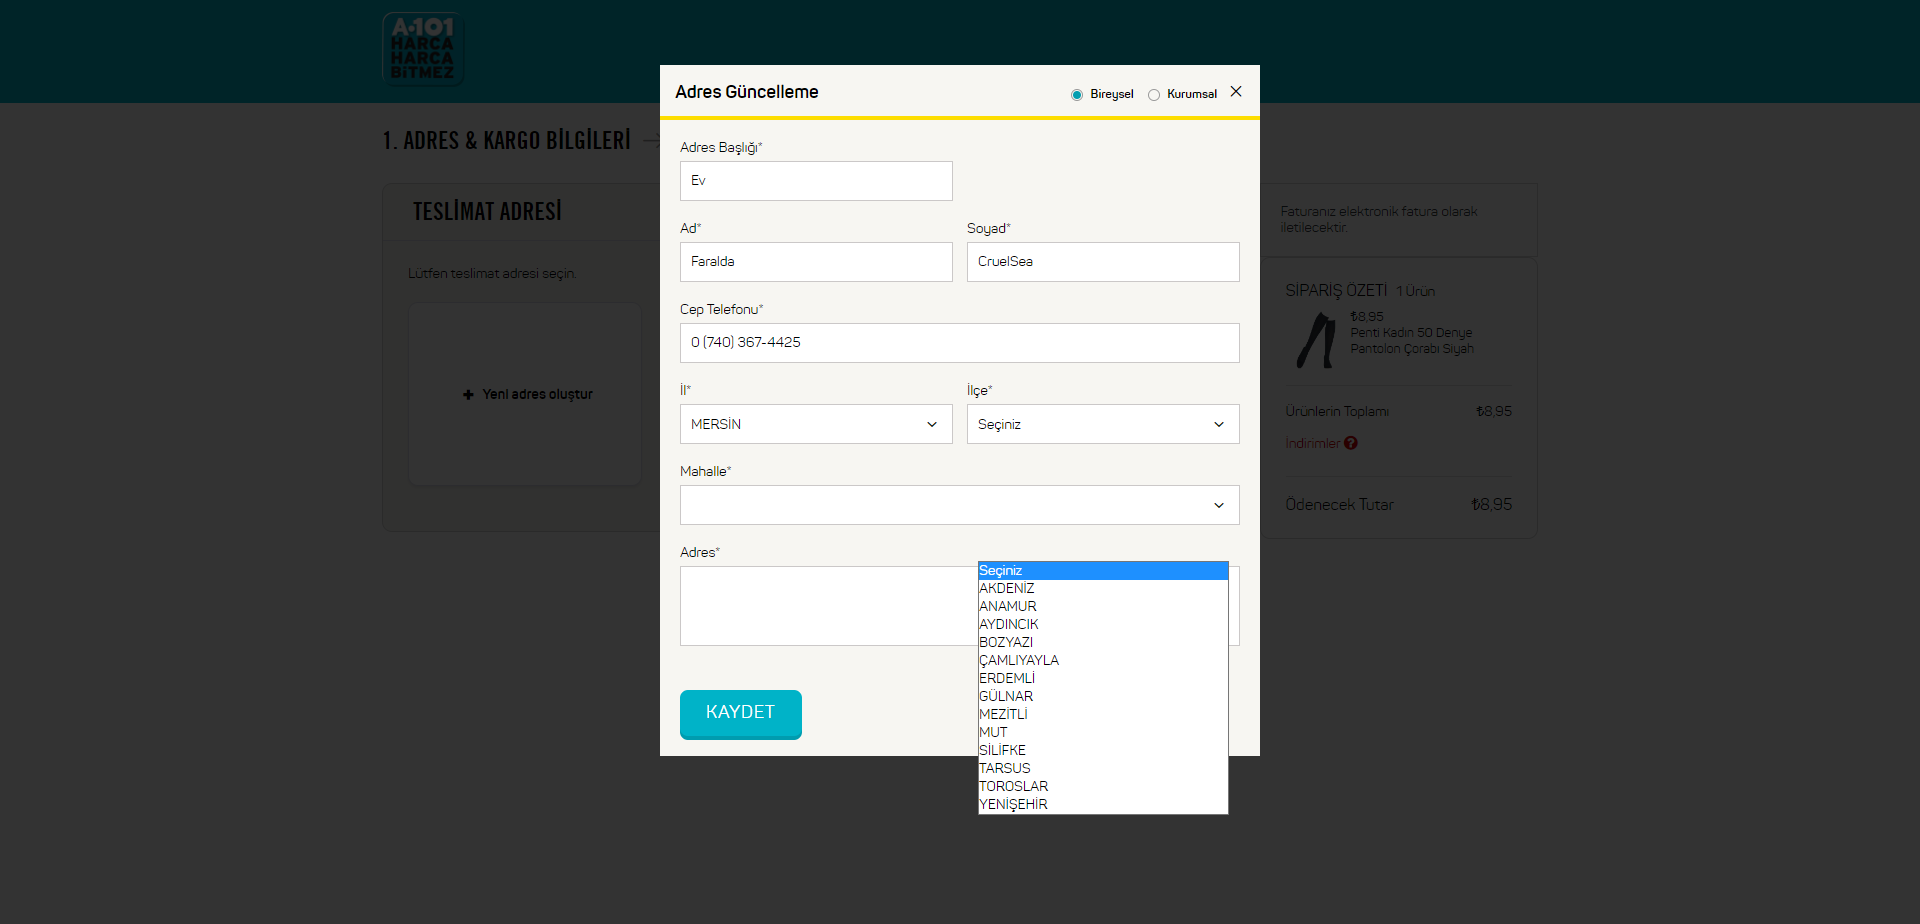 A·101
HARCA
HARCA
BİTMEZ
1. ADRES & KARGO BİLGİLERİ
TESLİMAT ADRESİ
Lütfen teslimat adresi seçin.
Yeni adres oluştur
Adres Güncelleme
Bireysel
Kurumsal
Adres Başlığı*
Ev
Ad*
Soyad*
Faralda
CruelSea
Cep Telefonu*
0 (740) 367-4425
İl*
İlçe*
MERSİN
Seçiniz
Mahalle*
Adres*
Seçiniz
AKDENİZ
ANAMUR
AYDINCIK
BOZYAZI
ÇAMLIYAYLA
ERDEMLİ
GÜLNAR
MEZİTLİ
MUT
SİLİFKE
TARSUS
TOROSLAR
YENİŞEHİR
KAYDET
Faturanız elektronik fatura olarak
iletilecektir.
SİPARİŞ ÖZETİ 1 Ürün
₺8,95
Penti Kadın 50 Denye
Pantolon Çorabı Siyah
Ürünlerin Toplamı ₺8,95
İndirimler ?
Ödenecek Tutar ₺8,95